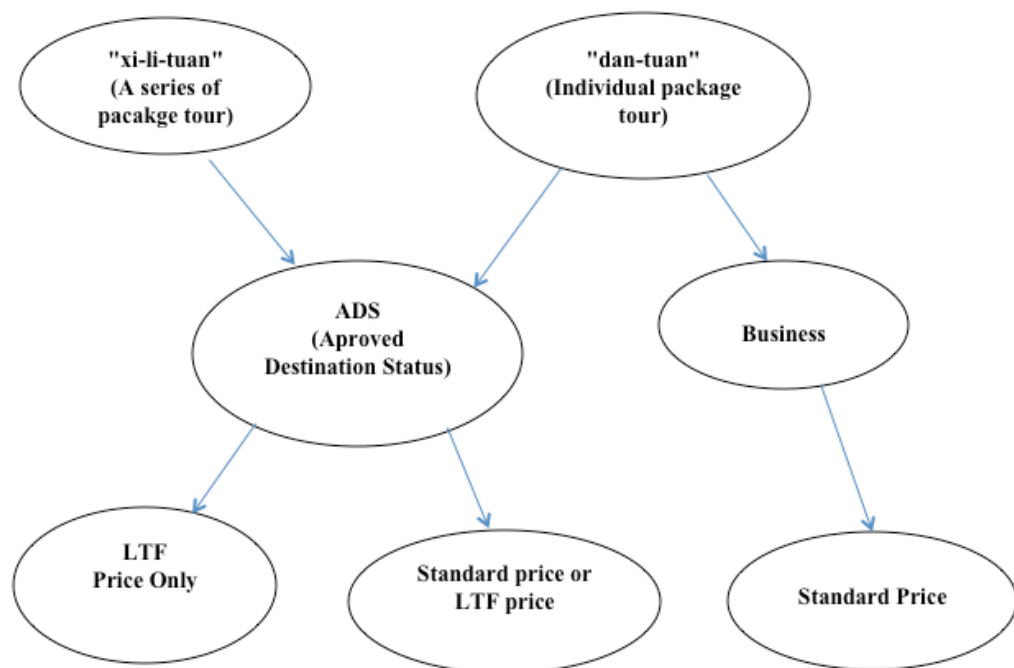 "xi-li-tuan"
(A series of
pacakge tour)
"dan-tuan"
(Individual package
tour)
ADS
(Aproved
Destination Status)
Business
LTF
Price Only
Standard price or
LTF price
Standard Price